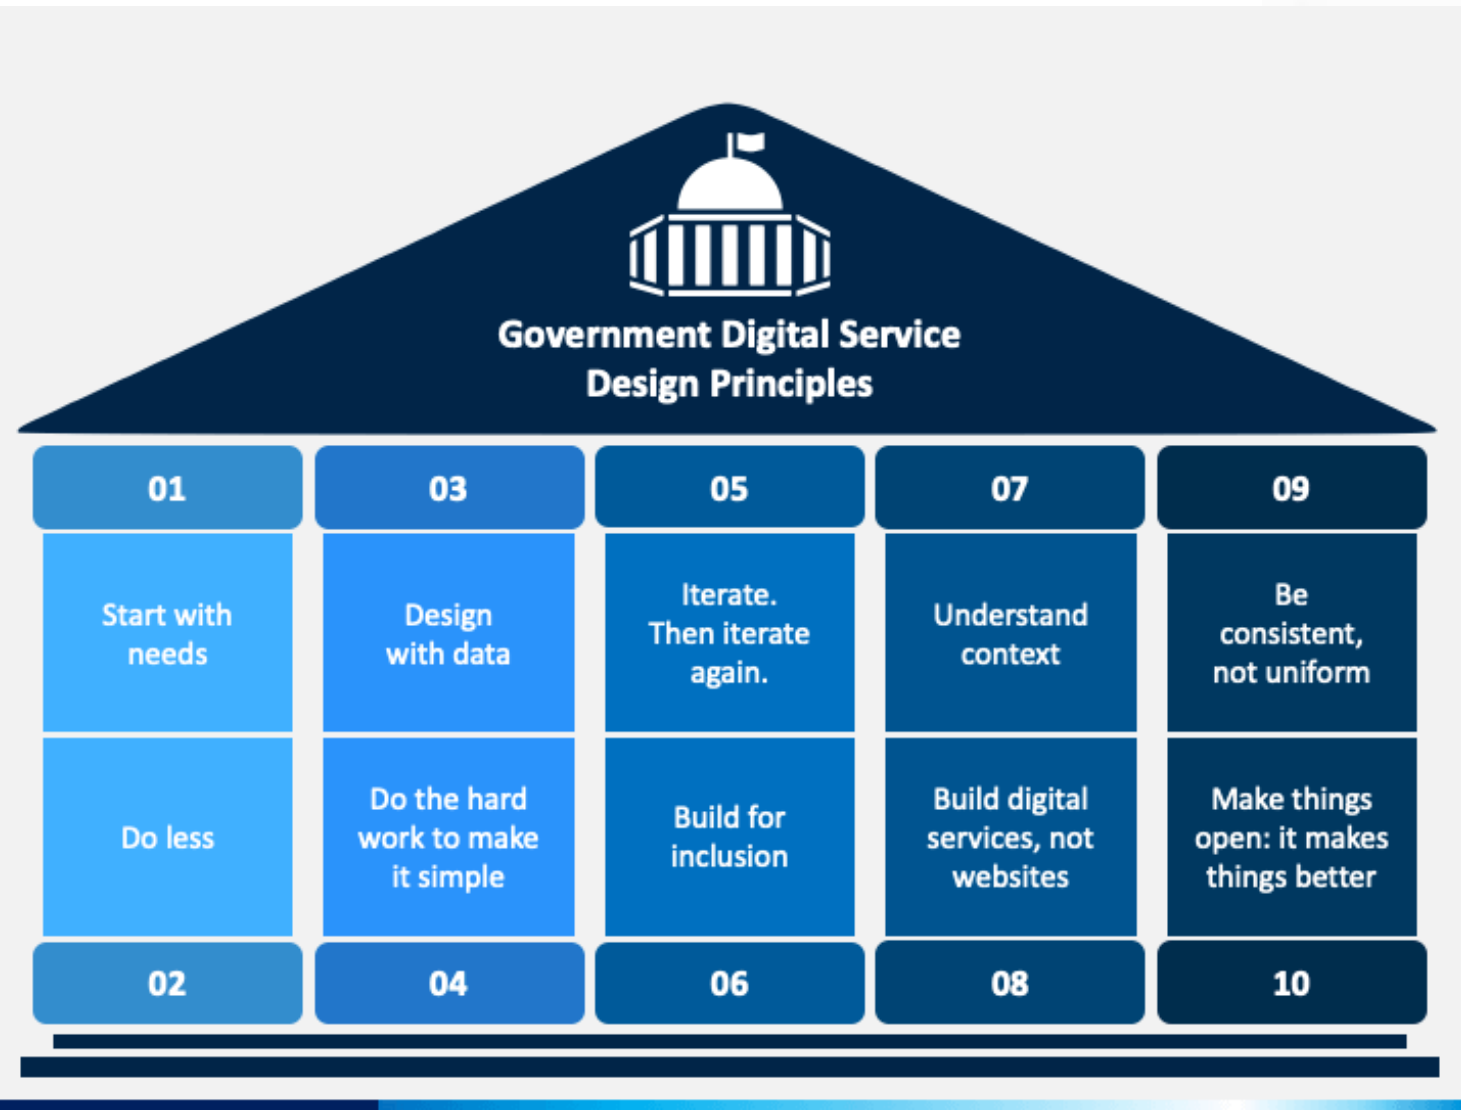 Government Digital Service
Design Principles
01
03
05
07
09
Start with
needs
Design
with data
Iterate.
Then iterate
again.
Understand
context
Be
consistent,
not uniform
Do less
Do the hard
work to make
it simple
Build for
inclusion
Build digital
services, not
websites
Make things
open: it makes
things better
02
04
06
08
10